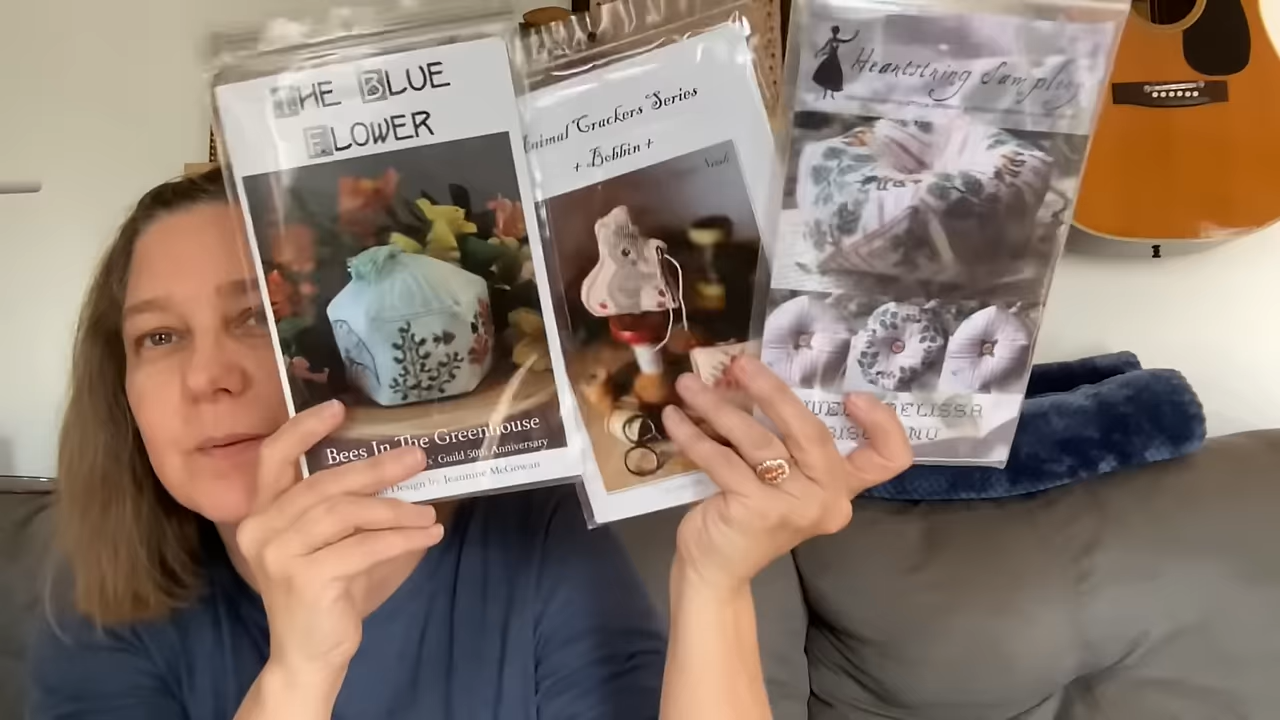 THE BLUE
FLOWER
Bees In The Greenhouse
Guild 50th Anniversary
Design by Jeannine McGowan
Animal Crackers Series
+ Bobbin +
Heartstring Samplery
MELISSA